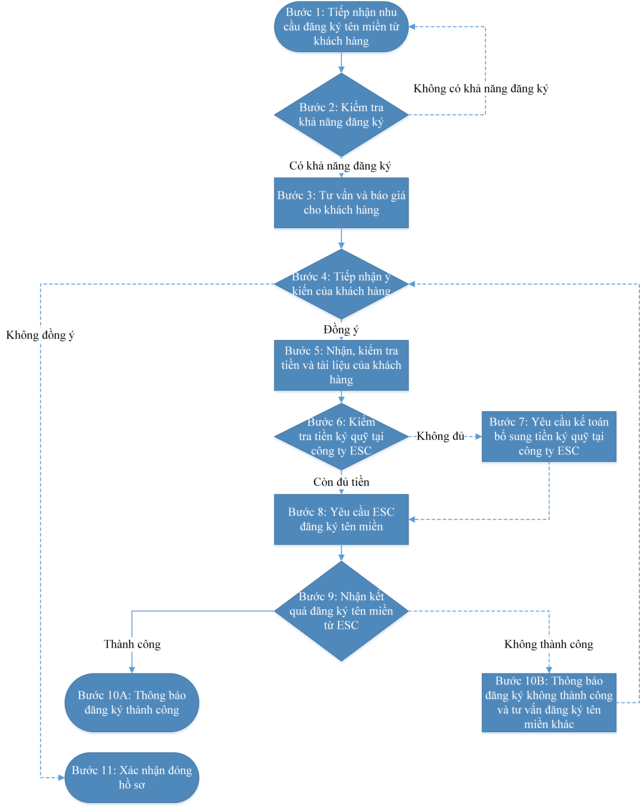 Bước 1: Tiếp nhận nhu
cầu đăng ký tên miền từ
khách hàng
Không có khả năng đăng ký
Bước 2: Kiểm tra
khả năng đăng ký
Có khả năng đăng ký
Bước 3: Tư vấn và báo giá
cho khách hàng
Bước 4: Tiếp nhận ý
kiến của khách hàng
Không đồng ý
Đồng ý
Bước 5: Nhận, kiểm tra
tiền và tài liệu của khách
hàng
Bước 6: Kiểm
tra tiền ký quỹ tại
công ty ESC
Không đủ
Bước 7: Yêu cầu kế toán
bổ sung tiền ký quỹ tại
công ty ESC
Còn đủ tiền
Bước 8: Yêu cầu ESC
đăng ký tên miền
Bước 9: Nhận kết
quả đăng ký tên miền
từ ESC
Thành công
Không thành công
Bước 10A: Thông báo
đăng ký thành công
Bước 10B: Thông báo
đăng ký không thành công
và tư vấn đăng ký tên
miền khác
Bước 11: Xác nhận đóng
hồ sơ